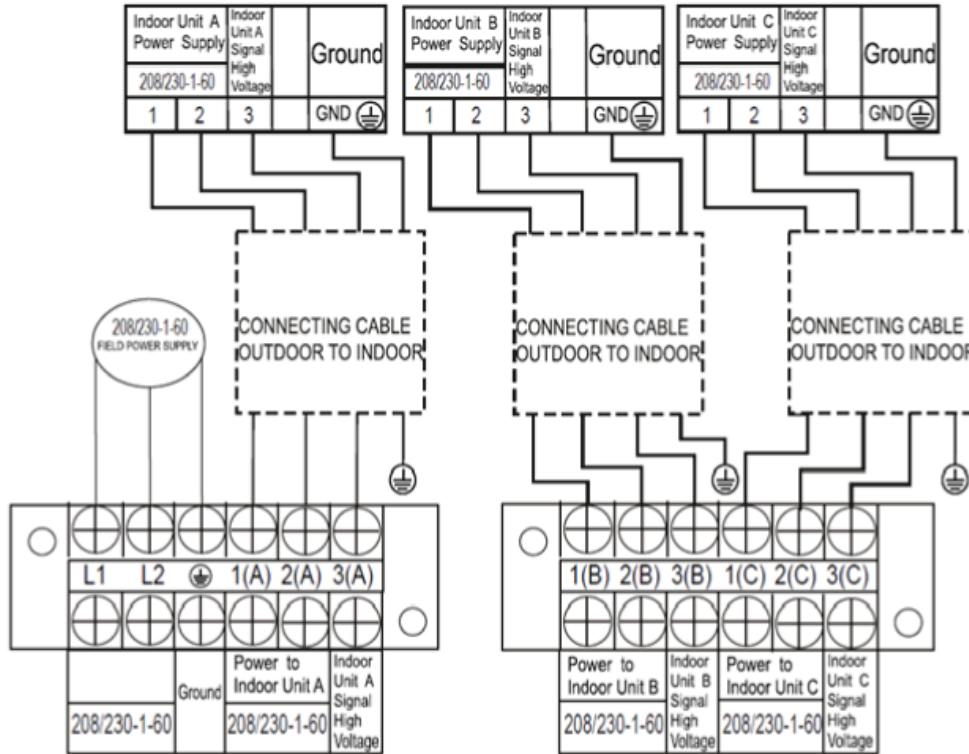 Indoor Unit A
Power Supply
208/230-1-60
Indoor
Unit A
Signal
High
Voltage
Ground
1 2 3 GND
Indoor Unit B
Power Supply
208/230-1-60
Indoor
Unit B
Signal
High
Voltage
Ground
1 2 3 GND
Indoor Unit C
Power Supply
208/230-1-60
Indoor
Unit C
Signal
High
Voltage
Ground
1 2 3 GND
208/230-1-60
FIELD POWER SUPPLY
CONNECTING CABLE
OUTDOOR TO INDOOR
CONNECTING CABLE
OUTDOOR TO INDOOR
CONNECTING CABLE
OUTDOOR TO INDOOR
L1 L2 1(A) 2(A) 3(A)
208/230-1-60
Ground
Power to
Indoor Unit A
208/230-1-60
Indoor
Unit A
Signal
High
Voltage
1(B) 2(B) 3(B) 1(C) 2(C) 3(C)
Power to
Indoor Unit B
208/230-1-60
Indoor
Unit B
Signal
High
Voltage
Power to
Indoor Unit C
208/230-1-60
Indoor
Unit C
Signal
High
Voltage